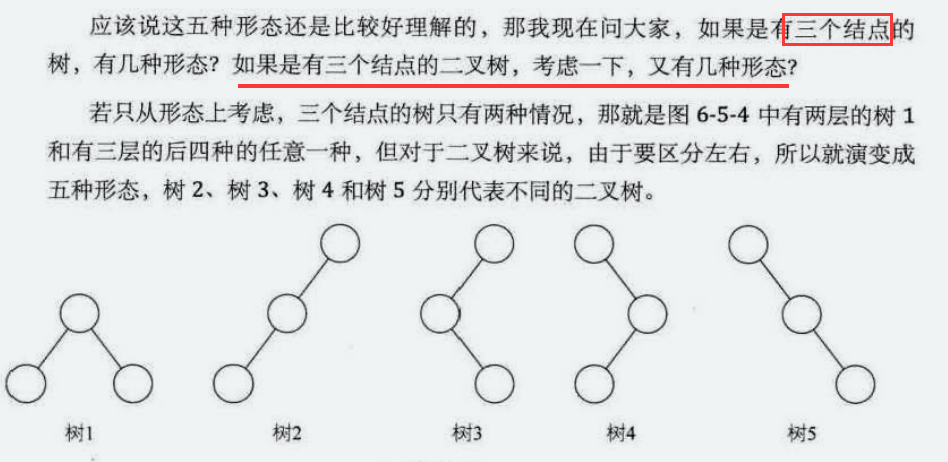 应该说这五种形态还是比较好理解的，那我现在问大家，如果是有三个结点的
树，有几种形态？如果是有三个结点的二叉树，考虑一下，又有几种形态？
若只从形态上考虑，三个结点的树只有两种情况，那就是图 6-5-4 中有两层的树 1
和有三层的后四种的任意一种，但对于二叉树来说，由于要区分左右，所以就演变成
五种形态，树 2、树 3、树 4 和树 5 分别代表不同的二叉树。
树1 树2 树3 树4 树5